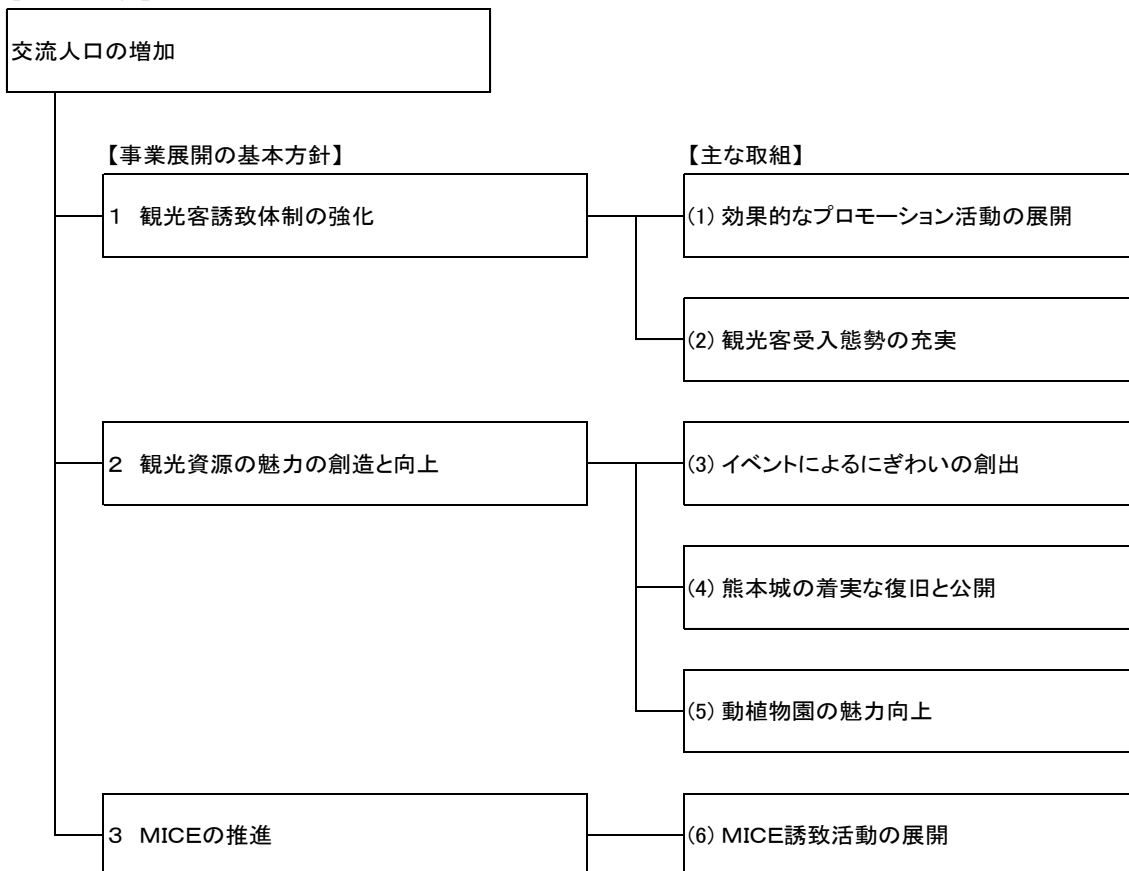 交流人口の増加
【事業展開の基本方針】 【主な取組】
1 観光客誘致体制の強化 (1) 効果的なプロモーション活動の展開
(2) 観光客受入態勢の充実
2 観光資源の魅力の創造と向上 (3) イベントによるにぎわいの創出
(4) 熊本城の着実な復旧と公開
(5) 動植物園の魅力向上
3 MICEの推進 (6) MICE誘致活動の展開